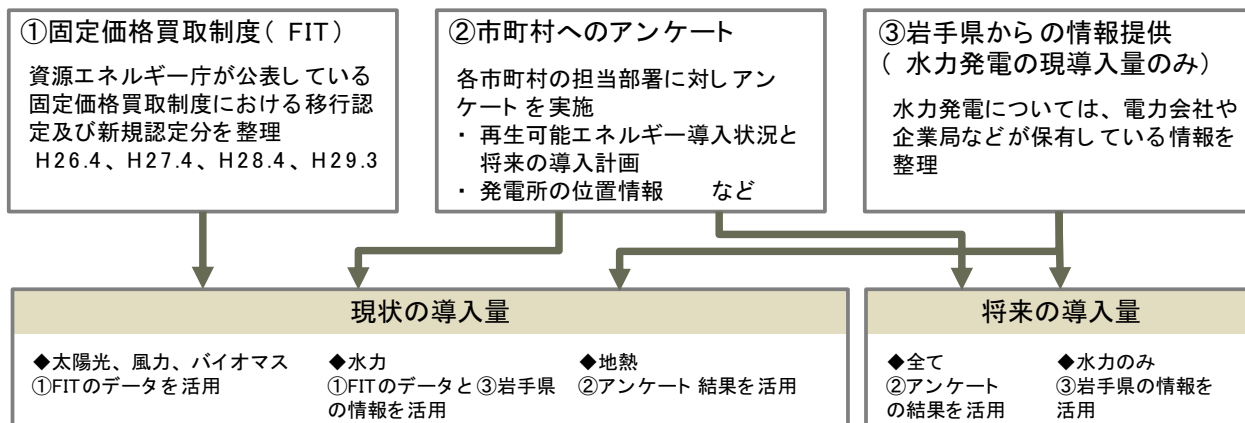 ①固定価格買取制度(FIT)
資源エネルギー庁が公表している
固定価格買取制度における移行認
定及び新規認定分を整理
H26.4、H27.4、H28.4、H29.3
②市町村へのアンケート
各市町村の担当部署に対しアン
ケートを実施
・再生可能エネルギー導入状況と
将来の導入計画
・発電所の位置情報 など
③岩手県からの情報提供
(水力発電の現導入量のみ)
水力発電については、電力会社や
企業局などが保有している情報を
整理
現状の導入量
◆太陽光、風力、バイオマス
①FITのデータを活用
◆水力
①FITのデータと③岩手県
の情報を活用
◆地熱
②アンケート結果を活用
将来の導入量
◆全て
②アンケート
の結果を活用
◆水力のみ
③岩手県の情報を
活用